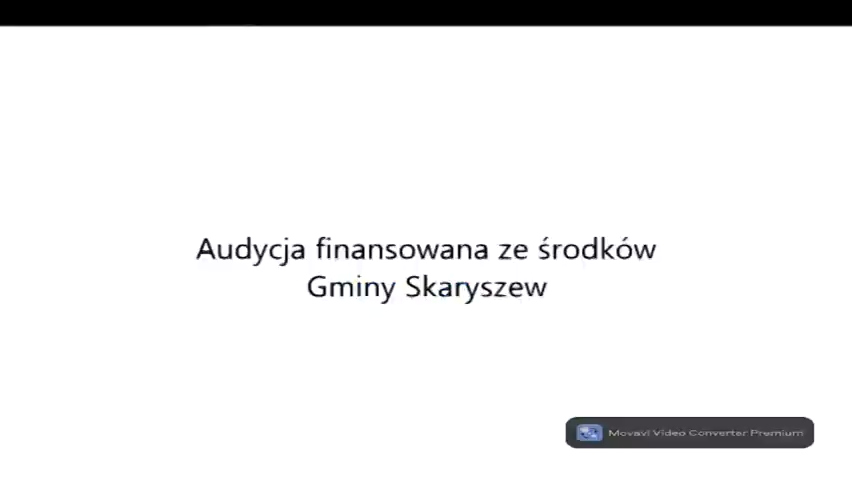 Audycja finansowana ze środków
Gminy Skaryszew
Movavi Video Converter Premium